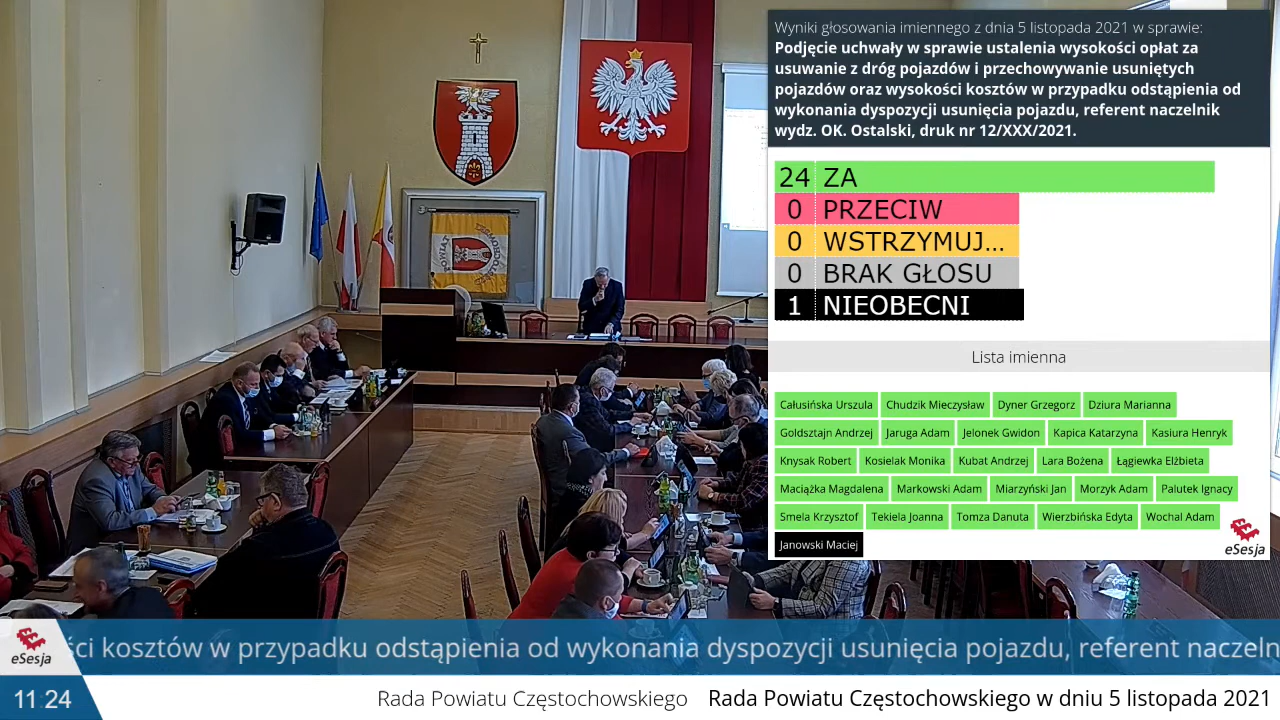 Wyniki głosowania imiennego z dnia 5 listopada 2021 w sprawie:
Podjęcie uchwały w sprawie ustalenia wysokości opłat za
usuwanie z dróg pojazdów i przechowywanie usuniętych
pojazdów oraz wysokości kosztów w przypadku odstąpienia od
wykonania dyspozycji usunięcia pojazdu, referent naczelnik
wydz. OK. Ostalski, druk nr 12/XXX/2021.
24 ZA
0 PRZECIW
0 WSTRZYMUJ...
0 BRAK GŁOSU
1 NIEOBECNI
Lista imienna
Całusińska Urszula Chudzik Mieczysław Dyner Grzegorz Dziura Marianna
Goldsztajn Andrzej Jaruga Adam Jelonek Gwidon Kapica Katarzyna Kasiura Henryk
Knysak Robert Kosielak Monika Kubat Andrzej Lara Bożena Łągiewka Elżbieta
Maciążka Magdalena Markowski Adam Miarzyński Jan Morzyk Adam Palutek Ignacy
Smela Krzysztof Tekiela Joanna Tomza Danuta Wierzbińska Edyta Wochal Adam
Janowski Maciej
eSesja
POWIAT
eSesja
ści kosztów w przypadku odstąpienia od wykonania dyspozycji usunięcia pojazdu, referent naczeln
11:24 Rada Powiatu Częstochowskiego Rada Powiatu Częstochowskiego w dniu 5 listopada 2021